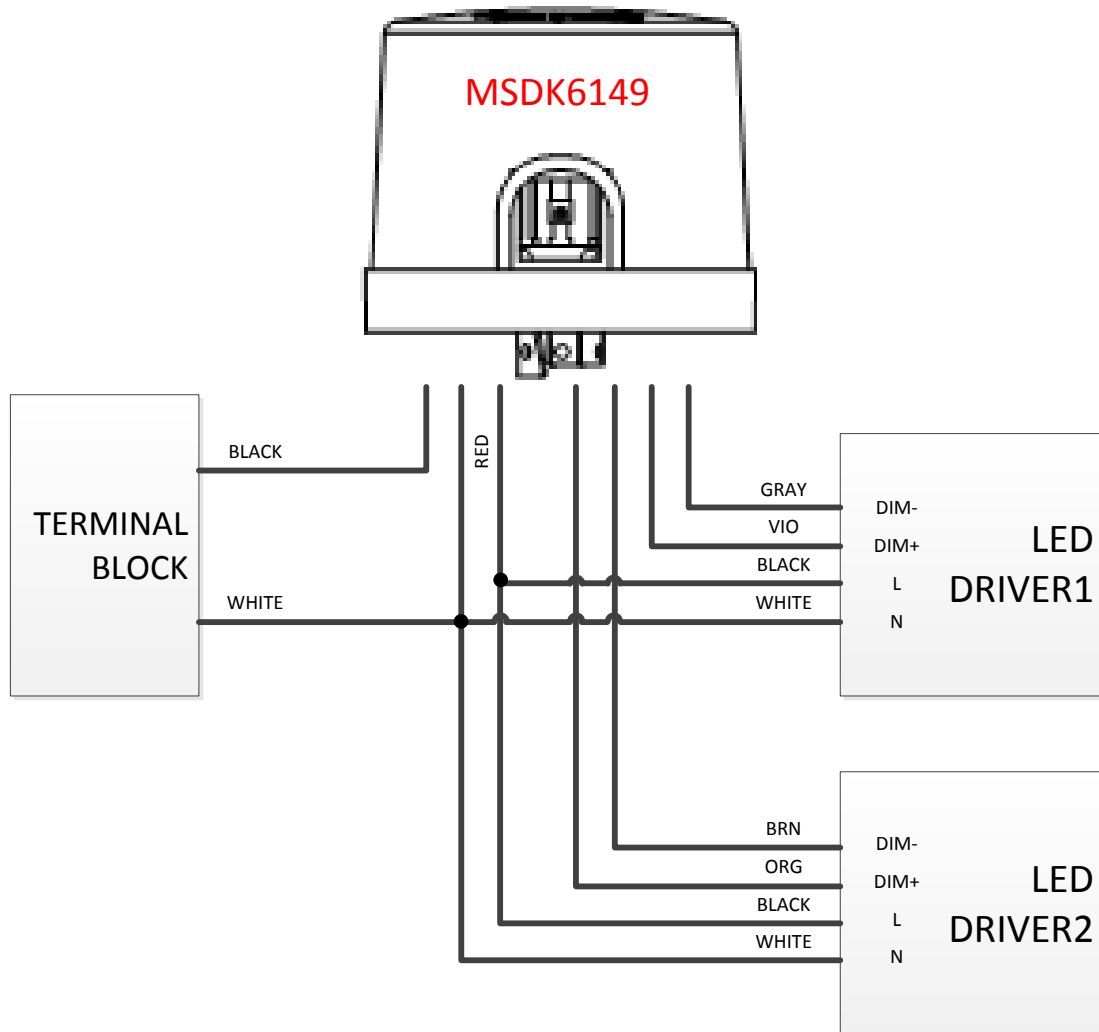 MSDK6149
BLACK
RED
TERMINAL
BLOCK
WHITE
GRAY
VIO
BLACK
WHITE
DIM-
DIM+
L
N
LED
DRIVER1
BRN
ORG
BLACK
WHITE
DIM-
DIM+
L
N
LED
DRIVER2